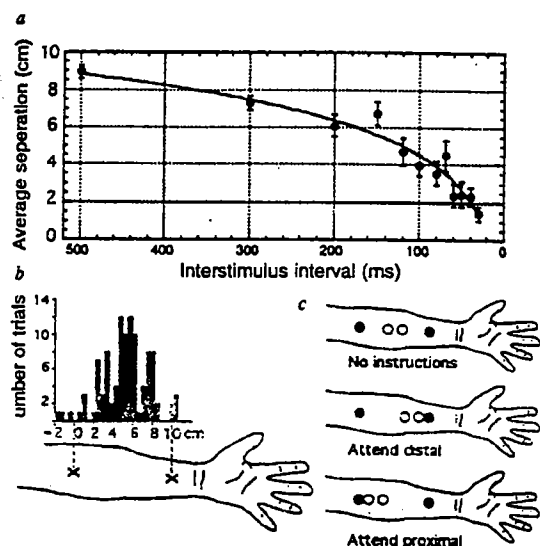 a
Average seperation (cm)
10
8
6
4
2
0
500 400 300 200 100 0
Interstimulus interval (ms)
b
umber of trials
14
10
6
2
-2 0 2 4 6 8 10 cm
x x
c
No instructions
Attend distal
Attend proximal